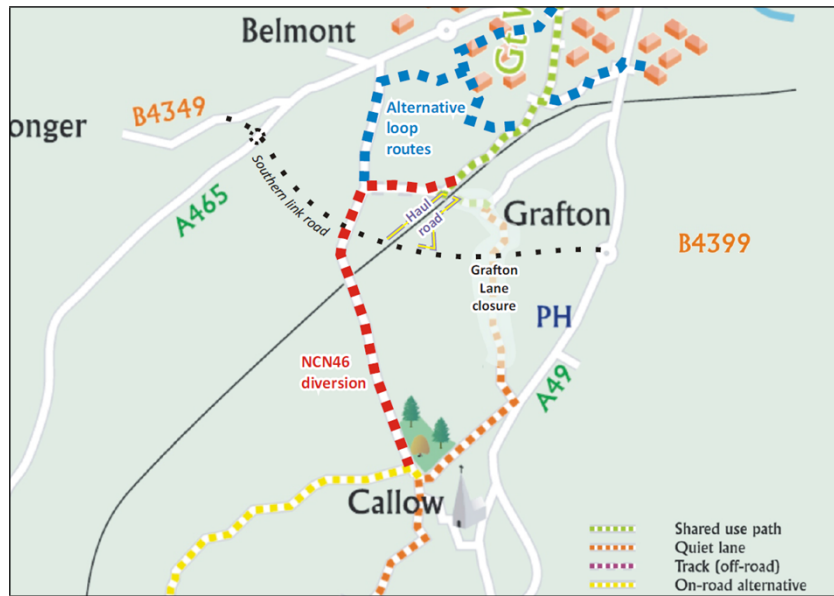 Belmont
B4349
onger
Alternative
loop
routes
A465
Southern link road
Haul
road
Grafton
B4399
Grafton
Lane
closure
PH
NCN46
diversion
A49
Callow
Shared use path
Quiet lane
Track (off-road)
On-road alternative